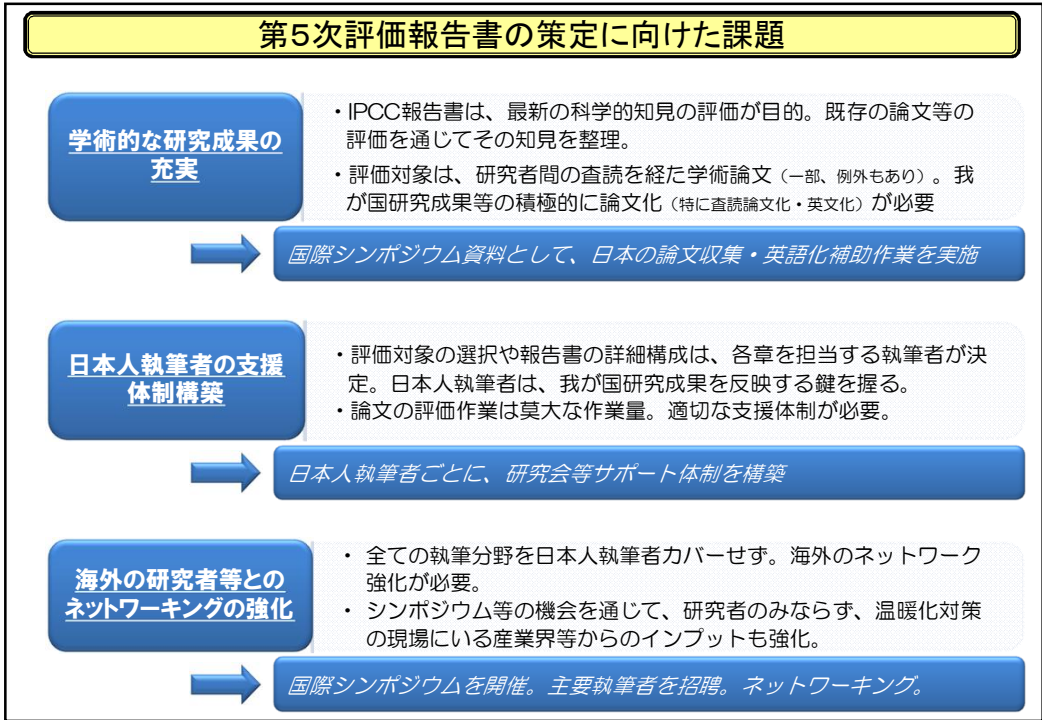 第5次評価報告書の策定に向けた課題
学術的な研究成果の
充実
・IPCC報告書は、最新の科学的知見の評価が目的。既存の論文等の
評価を通じてその知見を整理。
・評価対象は、研究者間の査読を経た学術論文（一部、例外もあり）。我
が国研究成果等の積極的に論文化（特に査読論文化・英文化）が必要
国際シンポジウム資料として、日本の論文収集・英語化補助作業を実施
日本人執筆者の支援
体制構築
・評価対象の選択や報告書の詳細構成は、各章を担当する執筆者が決
定。日本人執筆者は、我が国研究成果を反映する鍵を握る。
・論文の評価作業は莫大な作業量。適切な支援体制が必要。
日本人執筆者ごとに、研究会等サポート体制を構築
海外の研究者等との
ネットワーキングの強化
・ 全ての執筆分野を日本人執筆者カバーせず。海外のネットワーク
強化が必要。
・ シンポジウム等の機会を通じて、研究者のみならず、温暖化対策
の現場にいる産業界等からのインプットも強化。
国際シンポジウムを開催。主要執筆者を招聘。ネットワーキング。